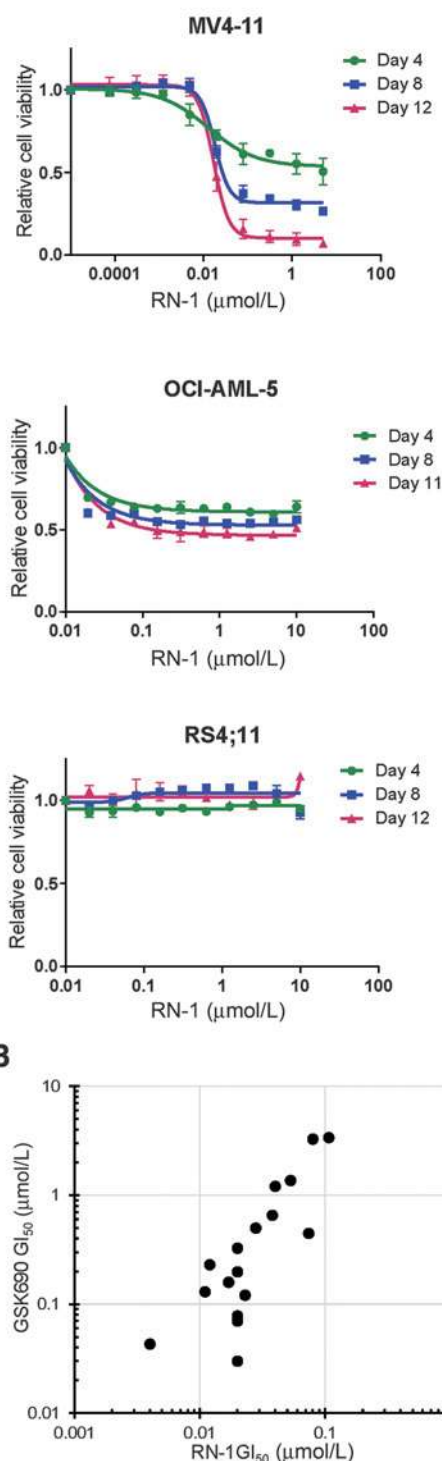 MV4-11
Relative cell viability
1.0
0.5
0.0
0.0001 0.01 1 100
RN-1 (μmol/L)
Day 4
Day 8
Day 12
OCI-AML-5
Relative cell viability
1.0
0.5
0.0
0.01 0.1 1 10 100
RN-1 (μmol/L)
Day 4
Day 8
Day 11
RS4;11
Relative cell viability
1.0
0.5
0.0
0.01 0.1 1 10 100
RN-1 (μmol/L)
Day 4
Day 8
Day 12
GSK690 GI₅₀ (μmol/L)
10
1
0.1
0.01
0.001 0.01 0.1
RN-1GI₅₀ (μmol/L)